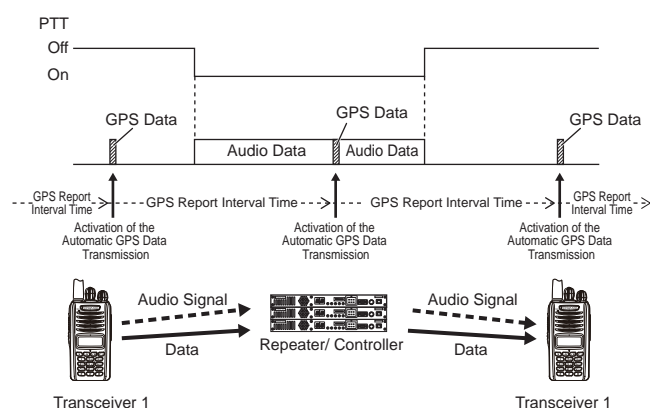 PTT
Off
On
GPS Data
GPS Data
GPS Data
Audio Data
Audio Data
GPS Report
Interval Time
GPS Report Interval Time
GPS Report Interval Time
GPS Report
Interval Time
Activation of the
Automatic GPS Data
Transmission
Activation of the
Automatic GPS Data
Transmission
Activation of the
Automatic GPS Data
Transmission
Audio Signal
Data
Repeater/ Controller
Audio Signal
Data
Transceiver 1
Transceiver 1